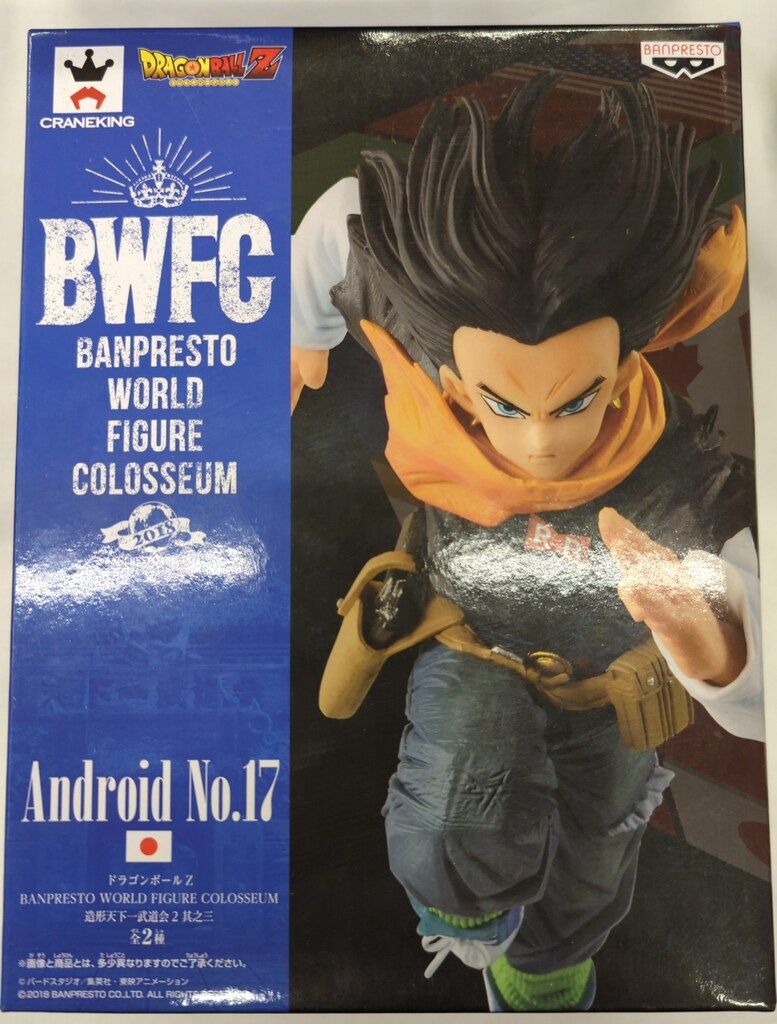 CRANEKING
DRAGONBALL Z
BANPRESTO
BWFC
BANPRESTO
WORLD
FIGURE
COLOSSEUM
2018
R R
Android No.17
ドラゴンボールZ
BANPRESTO WORLD FIGURE COLOSSEUM
造形天下一武道会2 其之三
全2種
※画像と商品とは、多少異なりますのでご了承ください。
©バードスタジオ/集英社・東映アニメーション
©2018 BANPRESTO CO.,LTD. ALL RIGHTS